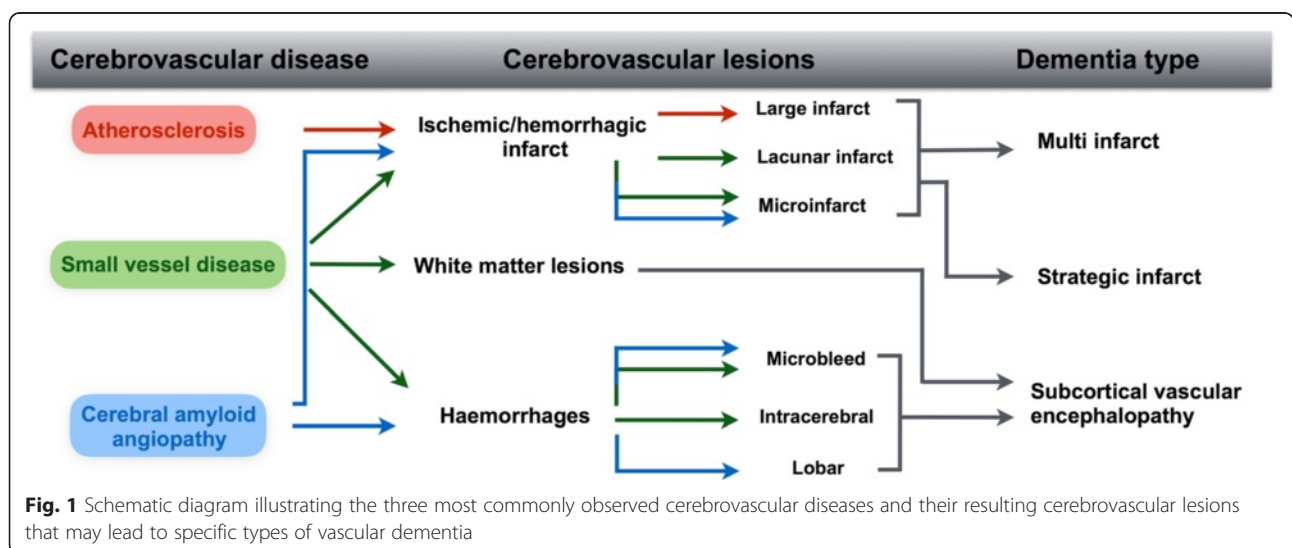 Cerebrovascular disease
Cerebrovascular lesions
Dementia type
Atherosclerosis
Small vessel disease
Cerebral amyloid
angiopathy
Ischemic/hemorrhagic
infarct
White matter lesions
Haemorrhages
Large infarct
Lacunar infarct
Microinfarct
Microbleed
Intracerebral
Lobar
Multi infarct
Strategic infarct
Subcortical vascular
encephalopathy
Fig. 1 Schematic diagram illustrating the three most commonly observed cerebrovascular diseases and their resulting cerebrovascular lesions
that may lead to specific types of vascular dementia